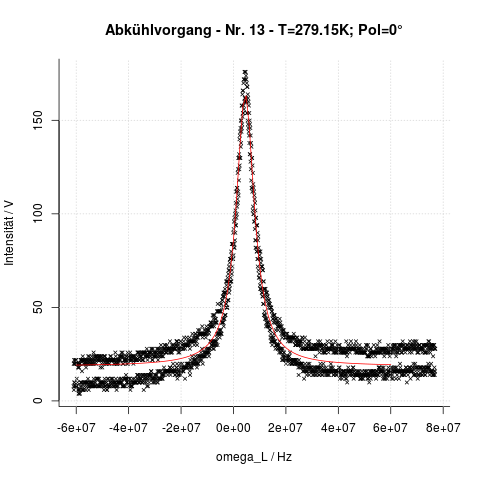 Abkühlvorgang - Nr. 13 - T=279.15K; Pol=0°
Intensität / V
150
100
50
0
-6e+07 -4e+07 -2e+07 0e+00 2e+07 4e+07 6e+07 8e+07
omega_L / Hz